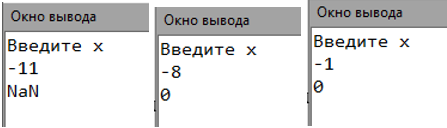 Окно вывода
Введите x
-11
NaN
Окно вывода
Введите x
-8
0
Окно вывода
Введите x
-1
0